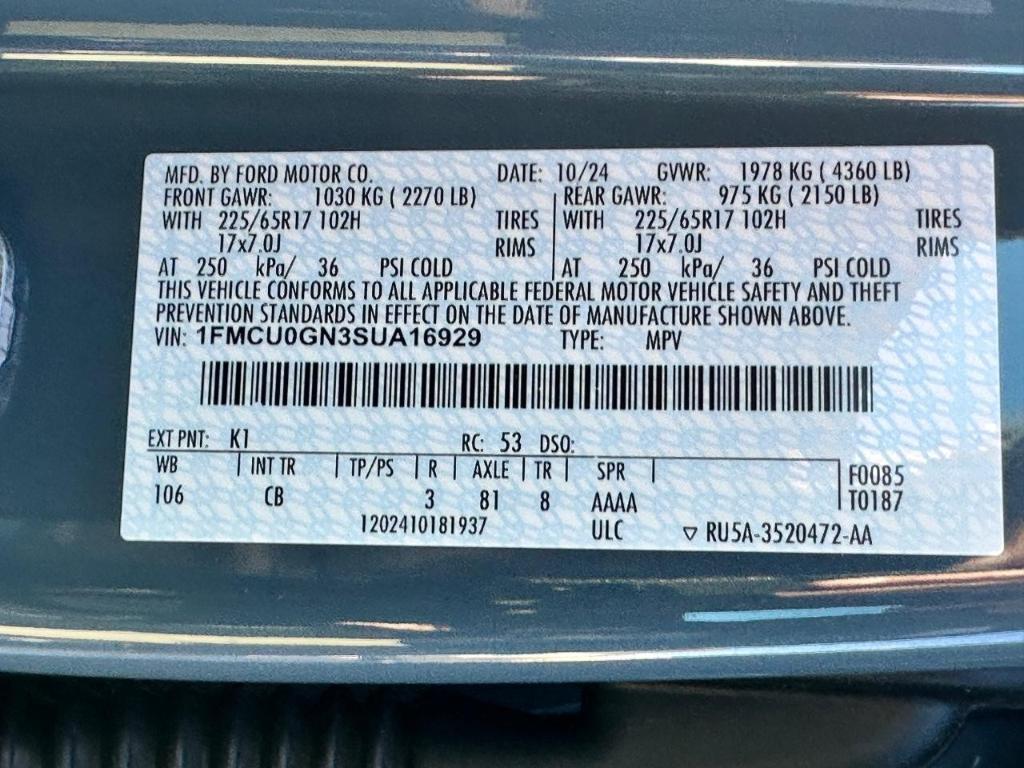 MFD. BY FORD MOTOR CO. DATE: 10/24 GVWR: 1978 KG ( 4360 LB)
FRONT GAWR: 1030 KG ( 2270 LB) REAR GAWR: 975 KG ( 2150 LB)
WITH 225/65R17 102H TIRES WITH 225/65R17 102H TIRES
17x7.0J RIMS 17x7.0J RIMS
AT 250 kPa/ 36 PSI COLD AT 250 kPa/ 36 PSI COLD
THIS VEHICLE CONFORMS TO ALL APPLICABLE FEDERAL MOTOR VEHICLE SAFETY AND THEFT
PREVENTION STANDARDS IN EFFECT ON THE DATE OF MANUFACTURE SHOWN ABOVE.
VIN: 1FMCU0GN3SUA16929 TYPE: MPV
EXT PNT: K1 RC: 53 DSO:
WB INT TR TP/PS R AXLE TR SPR F0085
106 CB 3 81 8 AAAA T0187
1202410181937 ULC ▽ RU5A-3520472-AA